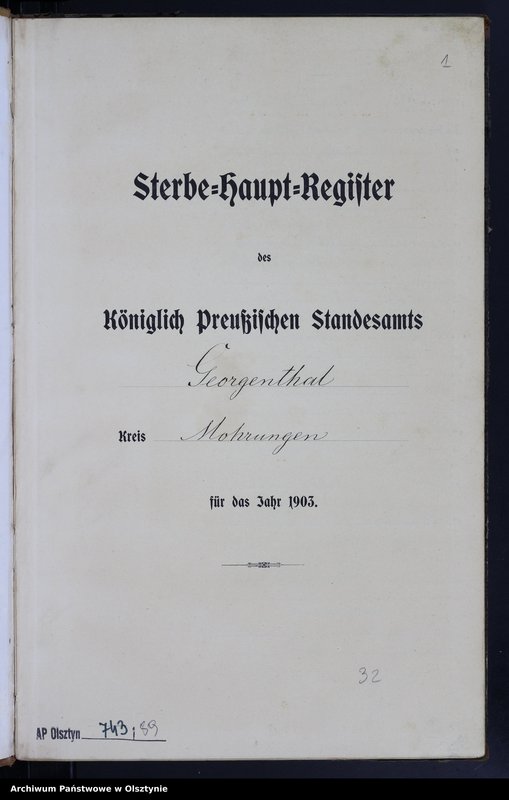 1
Sterbe=Haupt=Register
des
Königlich Preußischen Standesamts
Georgenthal
Kreis Mohrungen
für das Jahr 1903.
32
AP Olsztyn 743; 89
Archiwum Państwowe w Olsztynie